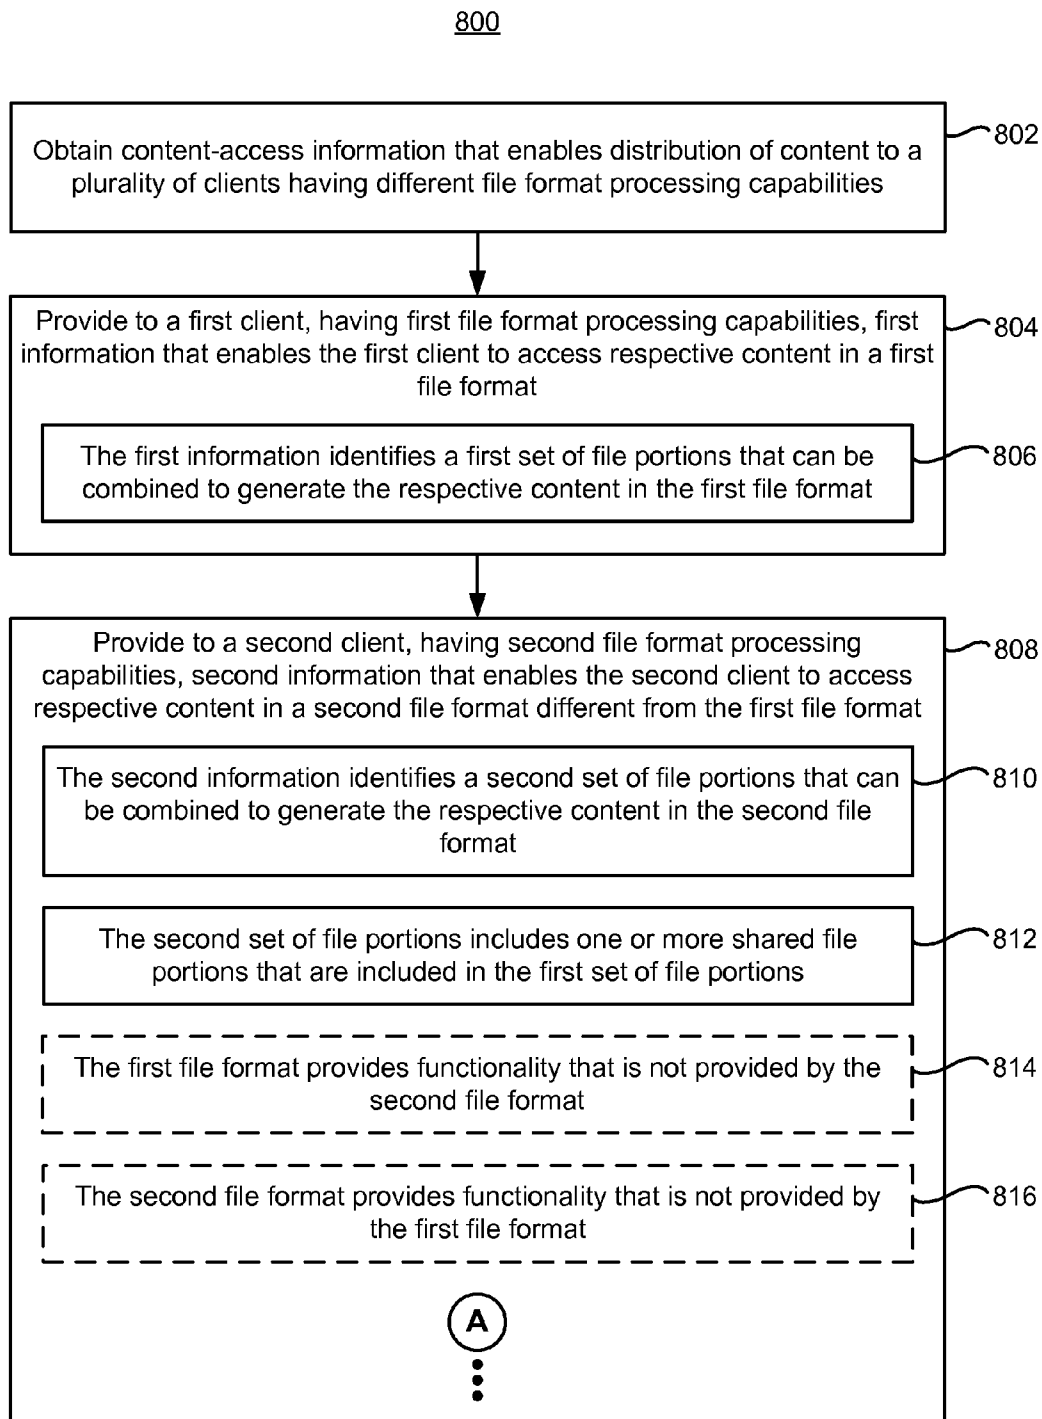 800
Obtain content-access information that enables distribution of content to a
plurality of clients having different file format processing capabilities
802
Provide to a first client, having first file format processing capabilities, first
information that enables the first client to access respective content in a first
file format
804
The first information identifies a first set of file portions that can be
combined to generate the respective content in the first file format
806
Provide to a second client, having second file format processing
capabilities, second information that enables the second client to access
respective content in a second file format different from the first file format
808
The second information identifies a second set of file portions that can
be combined to generate the respective content in the second file
format
810
The second set of file portions includes one or more shared file
portions that are included in the first set of file portions
812
The first file format provides functionality that is not provided by the
second file format
814
The second file format provides functionality that is not provided by
the first file format
816
A